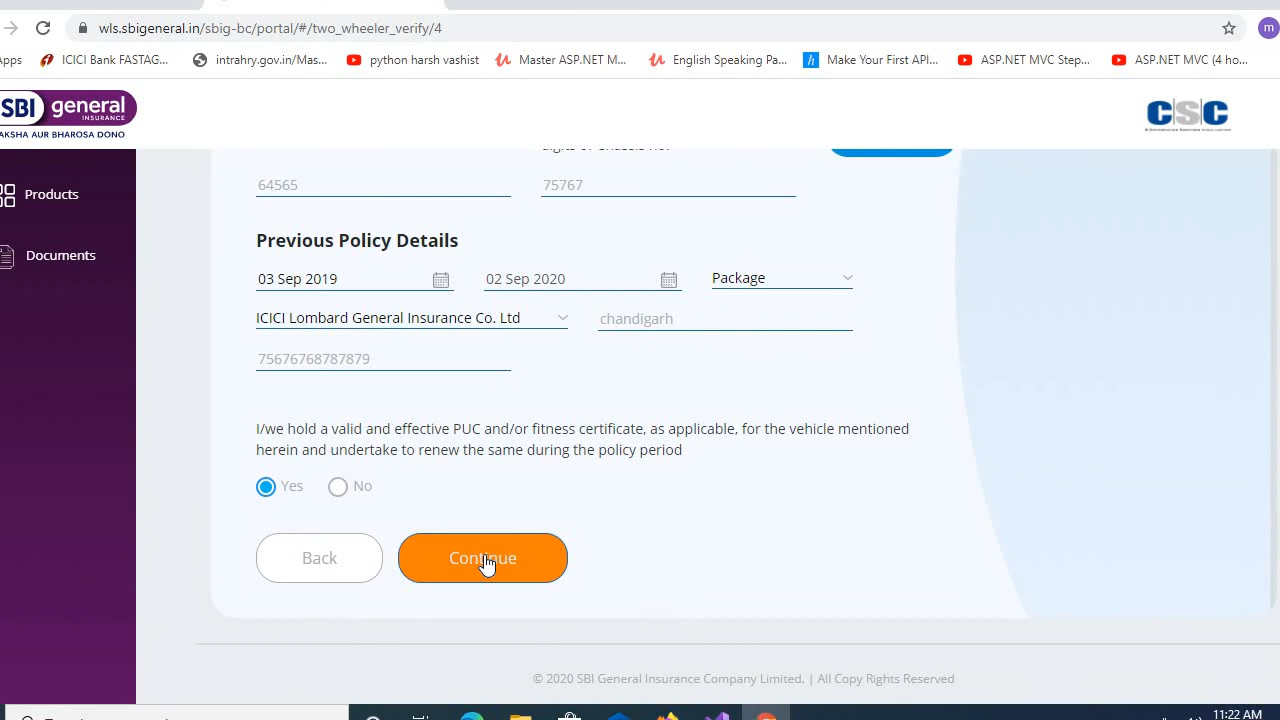 wls.sbigeneral.in/sbig-bc/portal/#/two_wheeler_verify/4
m
Apps ICICI Bank FASTAG... intrahry.gov.in/Mas... python harsh vashist Master ASP.NET M... English Speaking Pa... Make Your First API... ASP.NET MVC Step... ASP.NET MVC (4 ho...
SBI general
INSURANCE
AKSHA AUR BHAROSA DONO
CSC
Products
Documents
64565 75767
Previous Policy Details
03 Sep 2019 02 Sep 2020 Package
ICICI Lombard General Insurance Co. Ltd chandigarh
75676768787879
I/we hold a valid and effective PUC and/or fitness certificate, as applicable, for the vehicle mentioned
herein and undertake to renew the same during the policy period
Yes No
Back Continue
© 2020 SBI General Insurance Company Limited. | All Copy Rights Reserved
11:22 AM